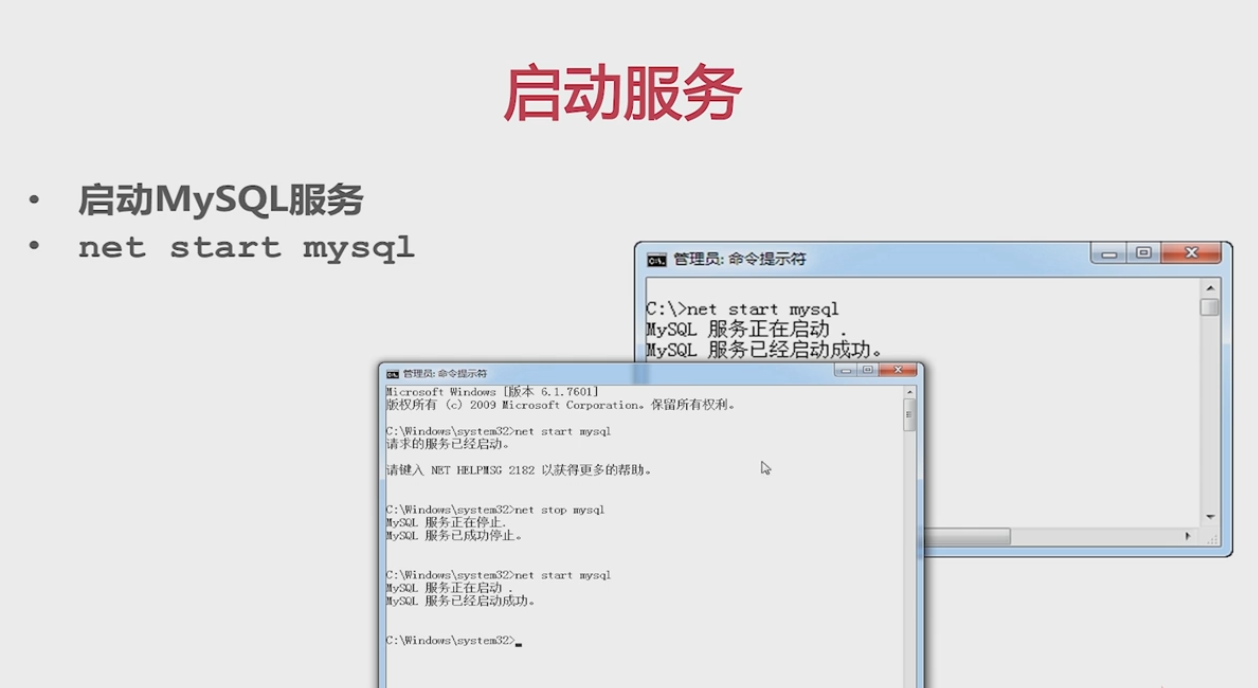 启动服务
• 启动MySQL服务
• net start mysql
管理员: 命令提示符
C:\>net start mysql
MySQL 服务正在启动 .
MySQL 服务已经启动成功。
管理员: 命令提示符
Microsoft Windows [版本 6.1.7601]
版权所有 (c) 2009 Microsoft Corporation。保留所有权利。
C:\Windows\system32>net start mysql
请求的服务已经启动。
请键入 NET HELPMSG 2182 以获得更多的帮助。
C:\Windows\system32>net stop mysql
MySQL 服务正在停止.
MySQL 服务已成功停止。
C:\Windows\system32>net start mysql
MySQL 服务正在启动 .
MySQL 服务已经启动成功。
C:\Windows\system32>